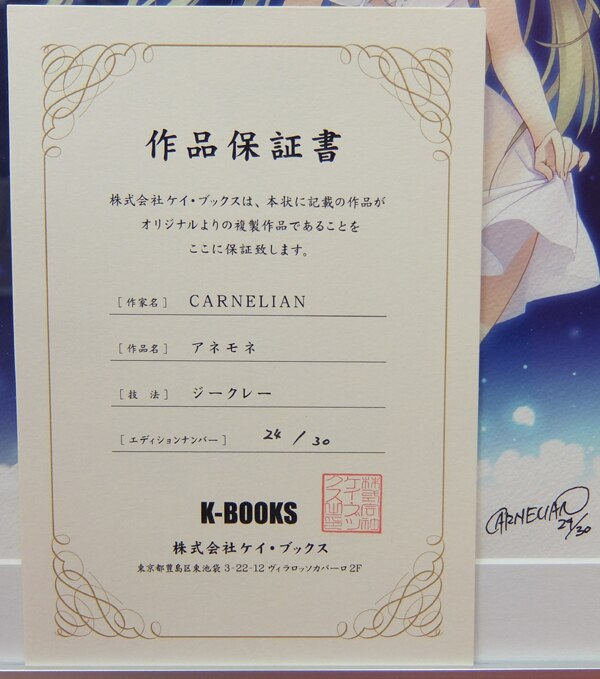 作品保証書
株式会社ケイ・ブックスは、本状に記載の作品が
オリジナルよりの複製作品であることを
ここに保証致します。
[作家名] CARNELIAN
[作品名] アネモネ
[技 法] ジークレー
[エディションナンバー] 24/30
K-BOOKS
株式会社ケイ・ブックス
東京都豊島区東池袋 3-22-12 ヴィラロッソカバーロ2F
CARNELIAN
24/30